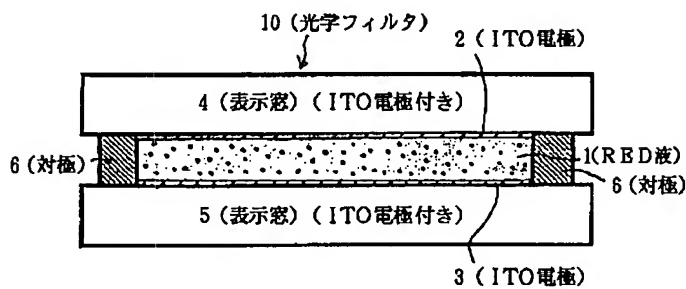 10(光学フィルタ)
2(ITO電極)
4(表示窓)(ITO電極付き)
6(対極)
1(RED液)
6(対極)
5(表示窓)(ITO電極付き)
3(ITO電極)